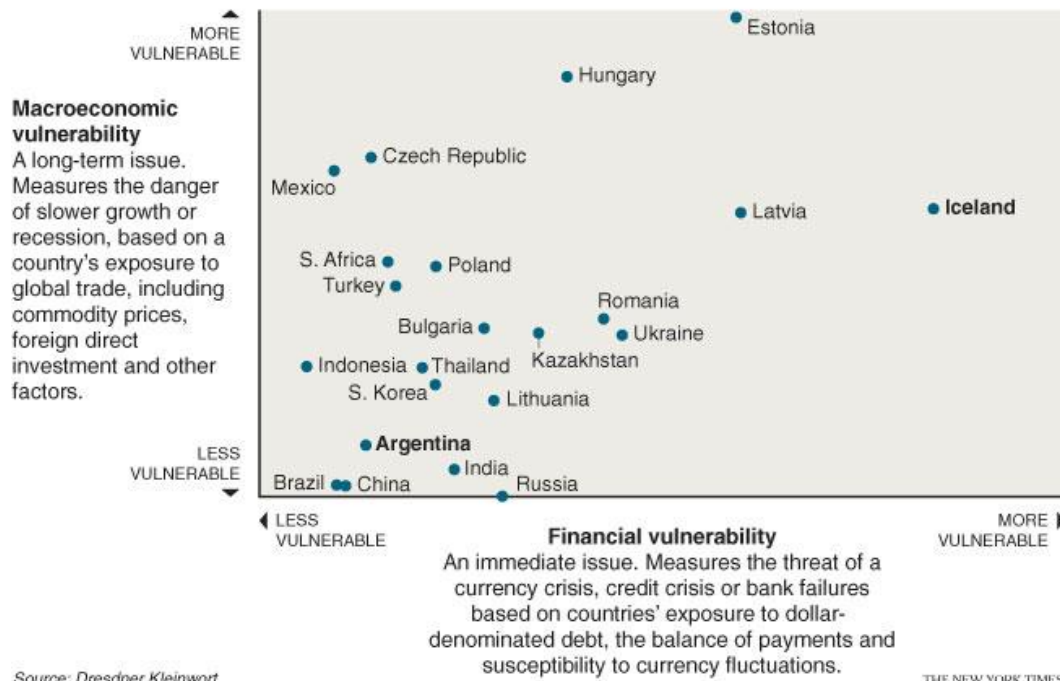 MORE
VULNERABLE
Macroeconomic
vulnerability
A long-term issue.
Measures the danger
of slower growth or
recession, based on a
country's exposure to
global trade, including
commodity prices,
foreign direct
investment and other
factors.
LESS
VULNERABLE
Estonia
Hungary
Czech Republic
Mexico
Latvia
Iceland
S. Africa
Poland
Turkey
Romania
Bulgaria
Ukraine
Kazakhstan
Indonesia
Thailand
S. Korea
Lithuania
Argentina
India
Brazil
China
Russia
LESS
VULNERABLE
MORE
VULNERABLE
Financial vulnerability
An immediate issue. Measures the threat of a
currency crisis, credit crisis or bank failures
based on countries' exposure to dollar-
denominated debt, the balance of payments and
susceptibility to currency fluctuations.
Source: Dresdner Kleinwort
THE NEW YORK TIMES